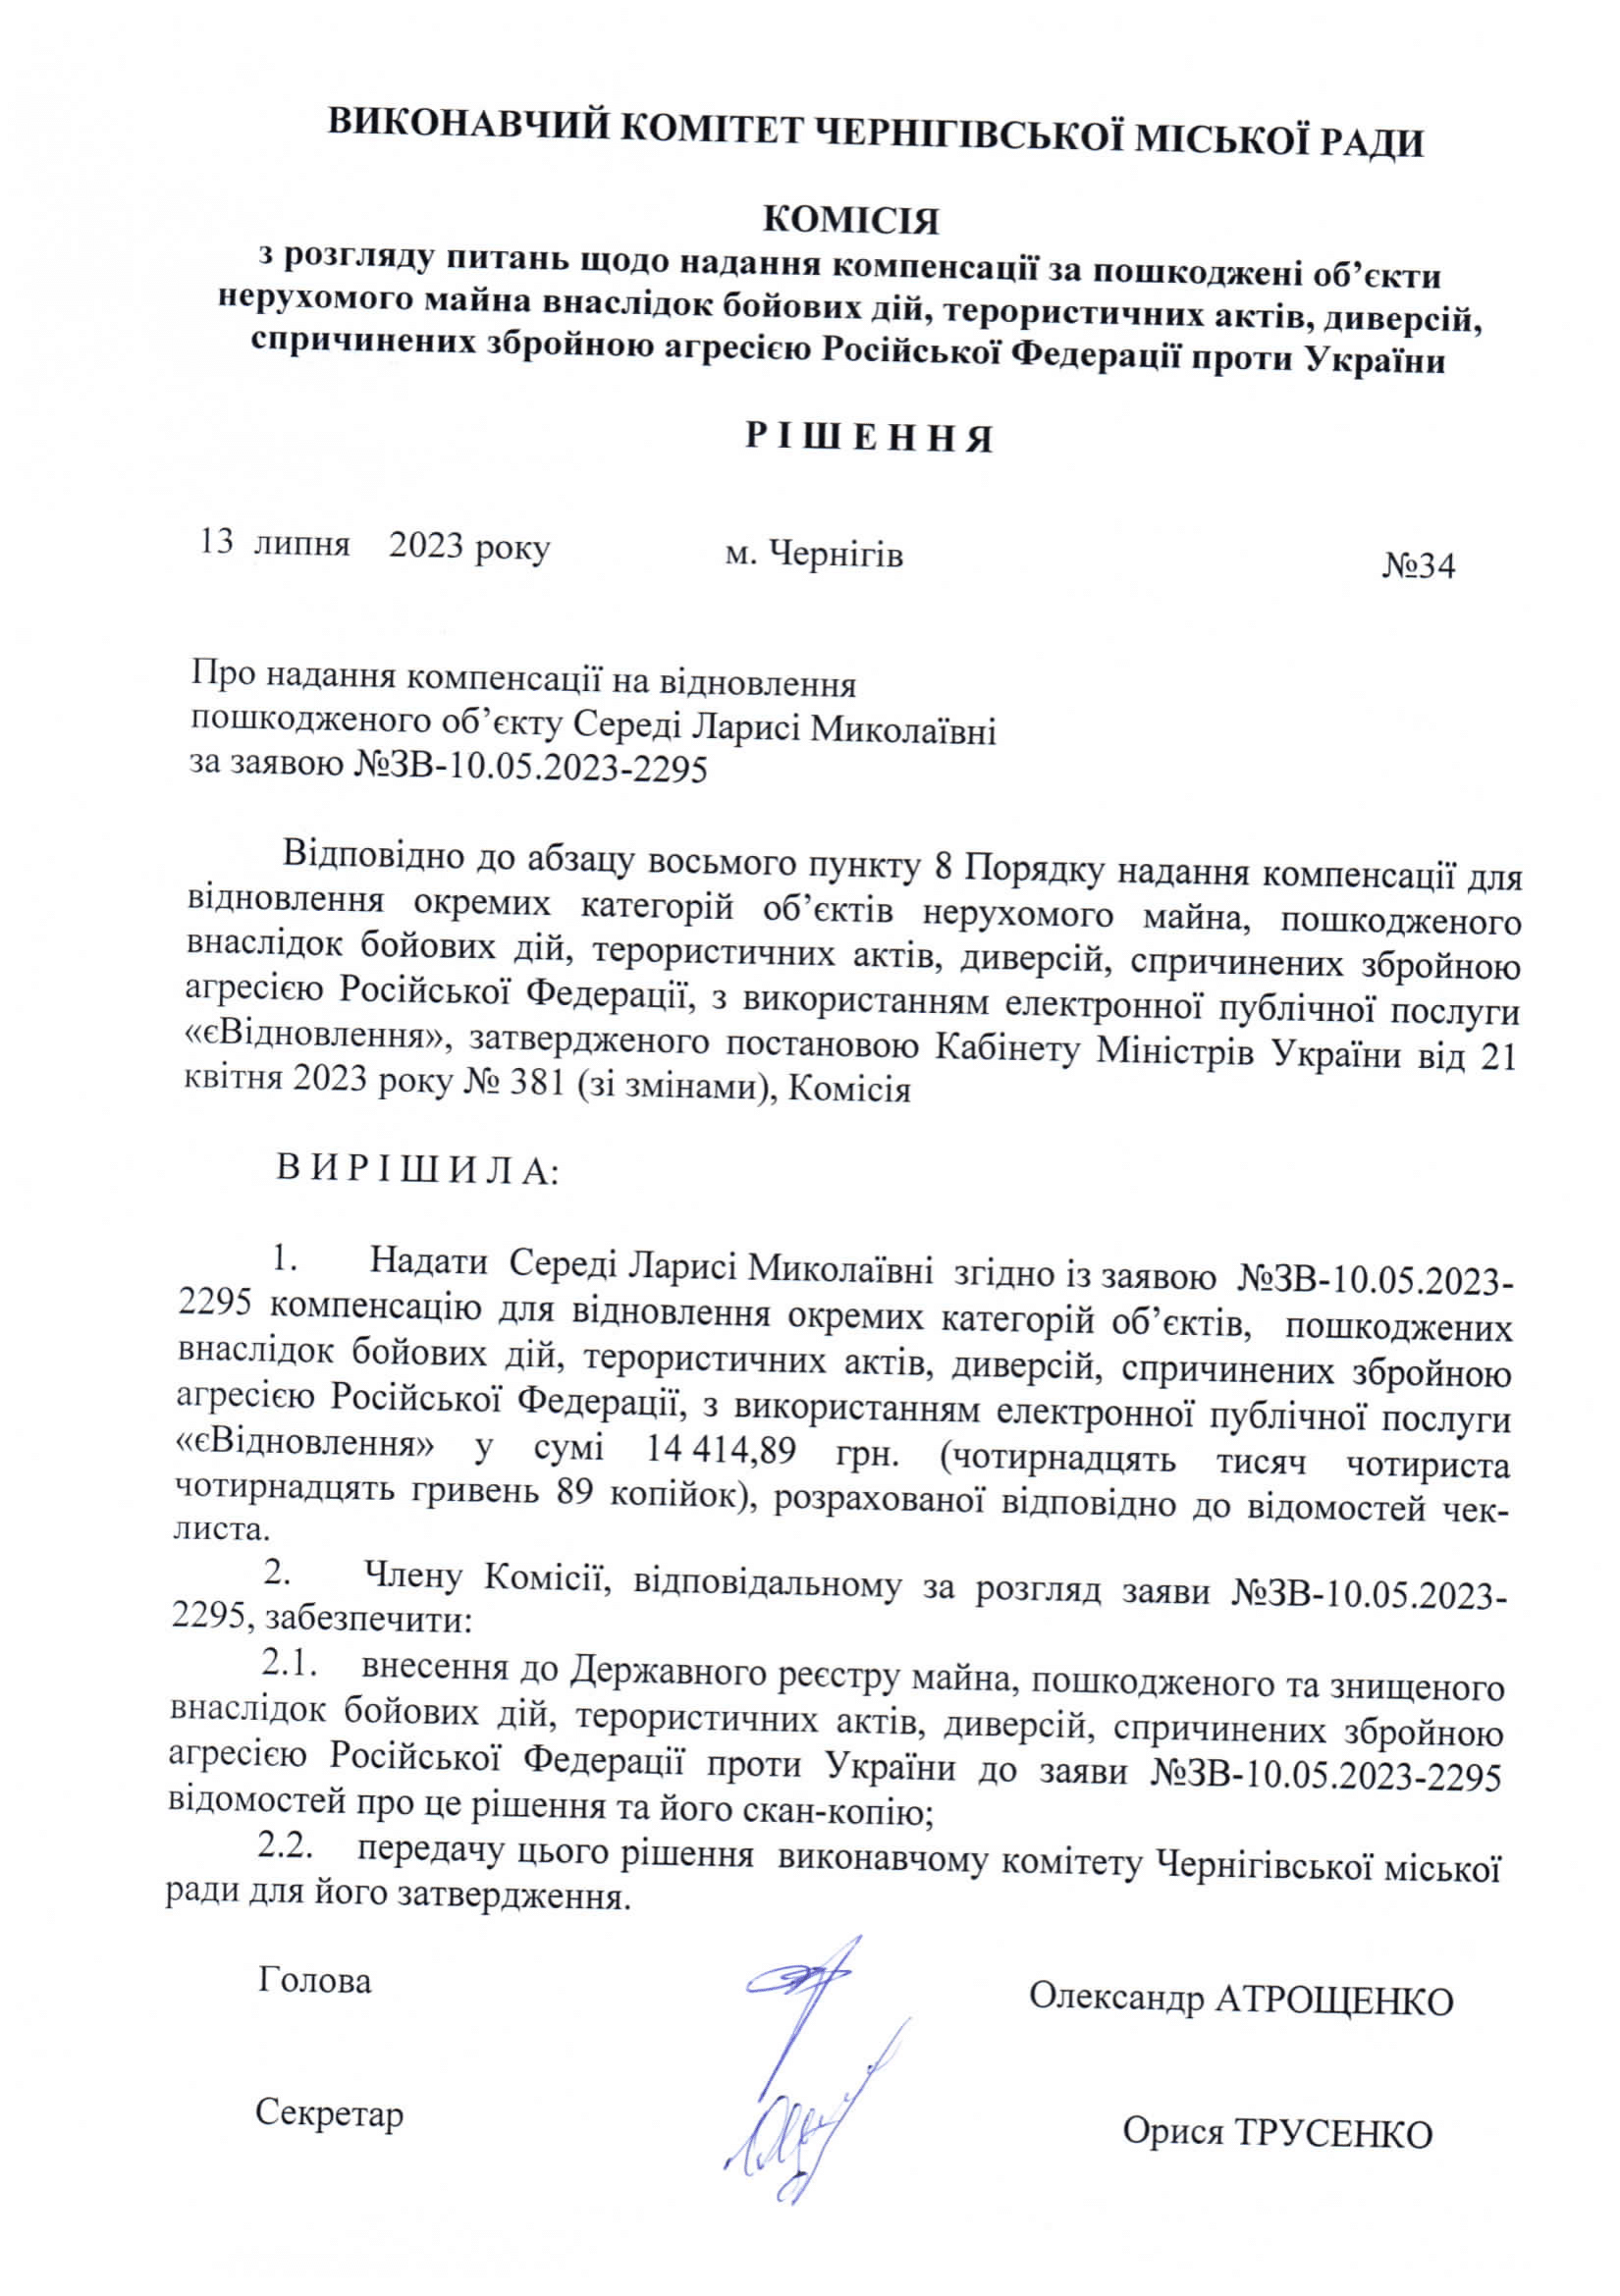 ВИКОНАВЧИЙ КОМІТЕТ ЧЕРНІГІВСЬКОЇ МІСЬКОЇ РАДИ
КОМІСІЯ
з розгляду питань щодо надання компенсації за пошкоджені об’єкти
нерухомого майна внаслідок бойових дій, терористичних актів, диверсій,
спричинених збройною агресією Російської Федерації проти України
Р І Ш Е Н Н Я
13 липня 2023 року м. Чернігів №34
Про надання компенсації на відновлення
пошкодженого об’єкту Середі Ларисі Миколаївні
за заявою №ЗВ-10.05.2023-2295
Відповідно до абзацу восьмого пункту 8 Порядку надання компенсації для
відновлення окремих категорій об’єктів нерухомого майна, пошкодженого
внаслідок бойових дій, терористичних актів, диверсій, спричинених збройною
агресією Російської Федерації, з використанням електронної публічної послуги
«єВідновлення», затвердженого постановою Кабінету Міністрів України від 21
квітня 2023 року № 381 (зі змінами), Комісія
В И Р І Ш И Л А:
1. Надати Середі Ларисі Миколаївні згідно із заявою №ЗВ-10.05.2023-
2295 компенсацію для відновлення окремих категорій об’єктів, пошкоджених
внаслідок бойових дій, терористичних актів, диверсій, спричинених збройною
агресією Російської Федерації, з використанням електронної публічної послуги
«єВідновлення» у сумі 14 414,89 грн. (чотирнадцять тисяч чотириста
чотирнадцять гривень 89 копійок), розрахованої відповідно до відомостей чек-
листа.
2. Члену Комісії, відповідальному за розгляд заяви №ЗВ-10.05.2023-
2295, забезпечити:
2.1. внесення до Державного реєстру майна, пошкодженого та знищеного
внаслідок бойових дій, терористичних актів, диверсій, спричинених збройною
агресією Російської Федерації проти України до заяви №ЗВ-10.05.2023-2295
відомостей про це рішення та його скан-копію;
2.2. передачу цього рішення виконавчому комітету Чернігівської міської
ради для його затвердження.
Голова Олександр АТРОЩЕНКО
Секретар Орися ТРУСЕНКО